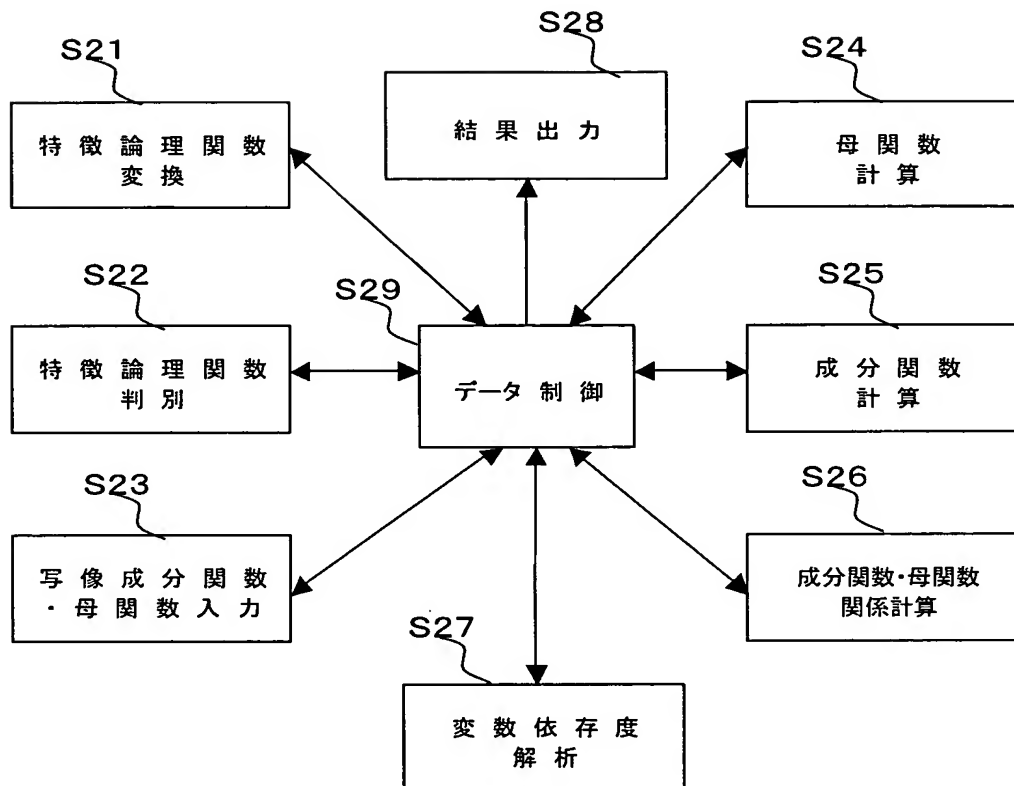 S21
特徴論理関数
変換
S28
結果出力
S24
母関数
計算
S22
特徴論理関数
判別
S29
データ制御
S25
成分関数
計算
S23
写像成分関数
・母関数入力
S27
変数依存度
解析
S26
成分関数・母関数
関係計算